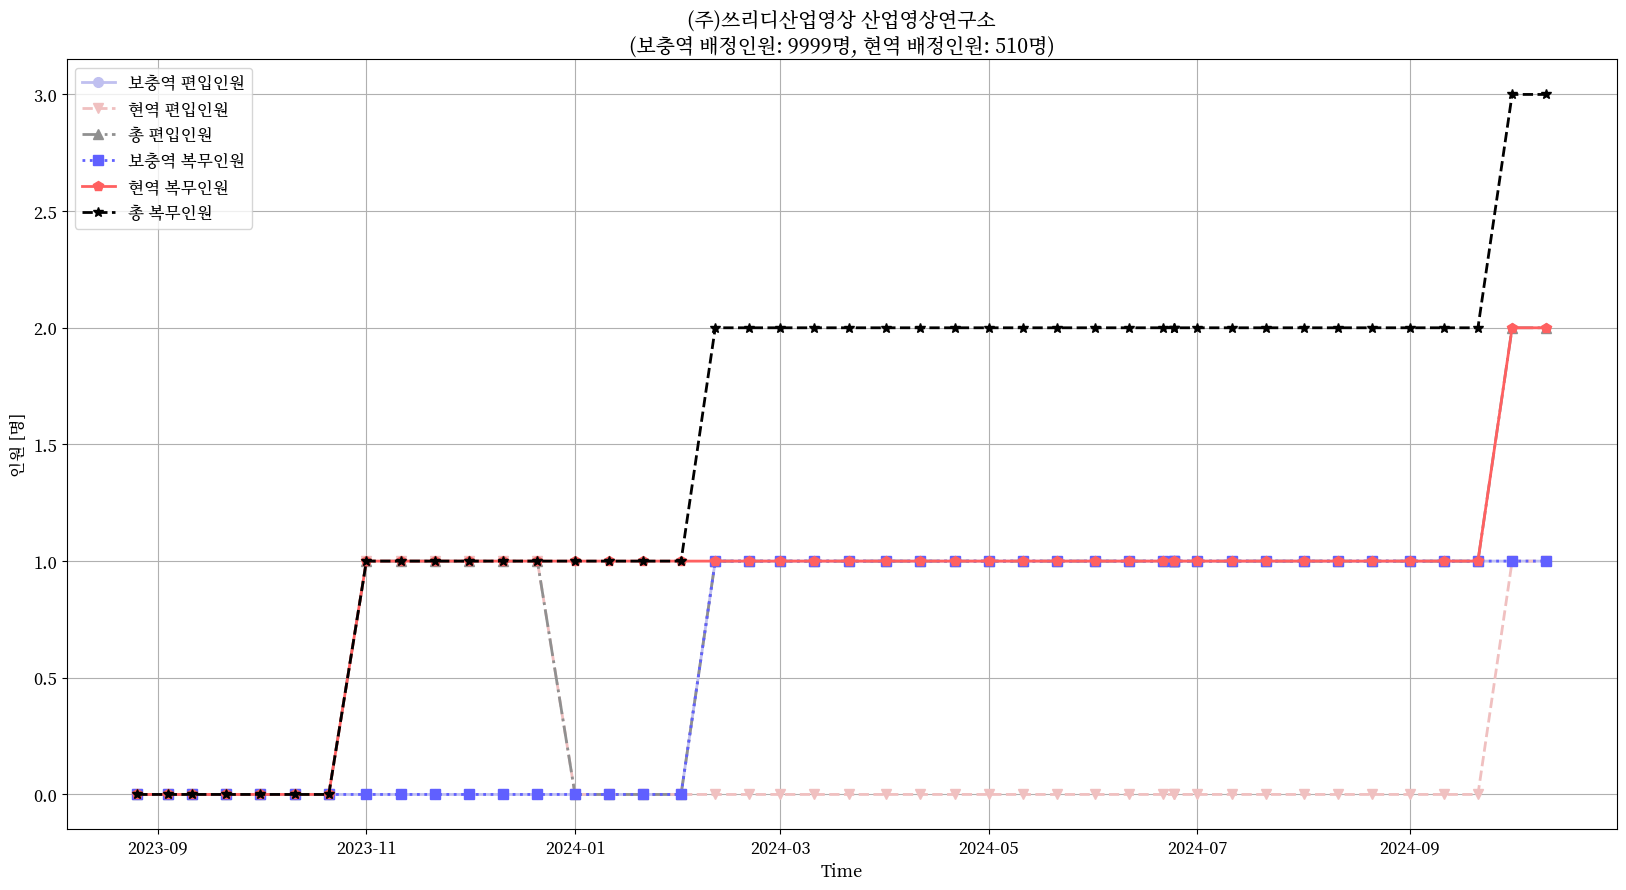 (주)쓰리디산업영상 산업영상연구소
(보충역 배정인원: 9999명, 현역 배정인원: 510명)
보충역 편입인원
현역 편입인원
총 편입인원
보충역 복무인원
현역 복무인원
총 복무인원
인원 [명]
3.0
2.5
2.0
1.5
1.0
0.5
0.0
2023-09
2023-11
2024-01
2024-03
2024-05
2024-07
2024-09
Time